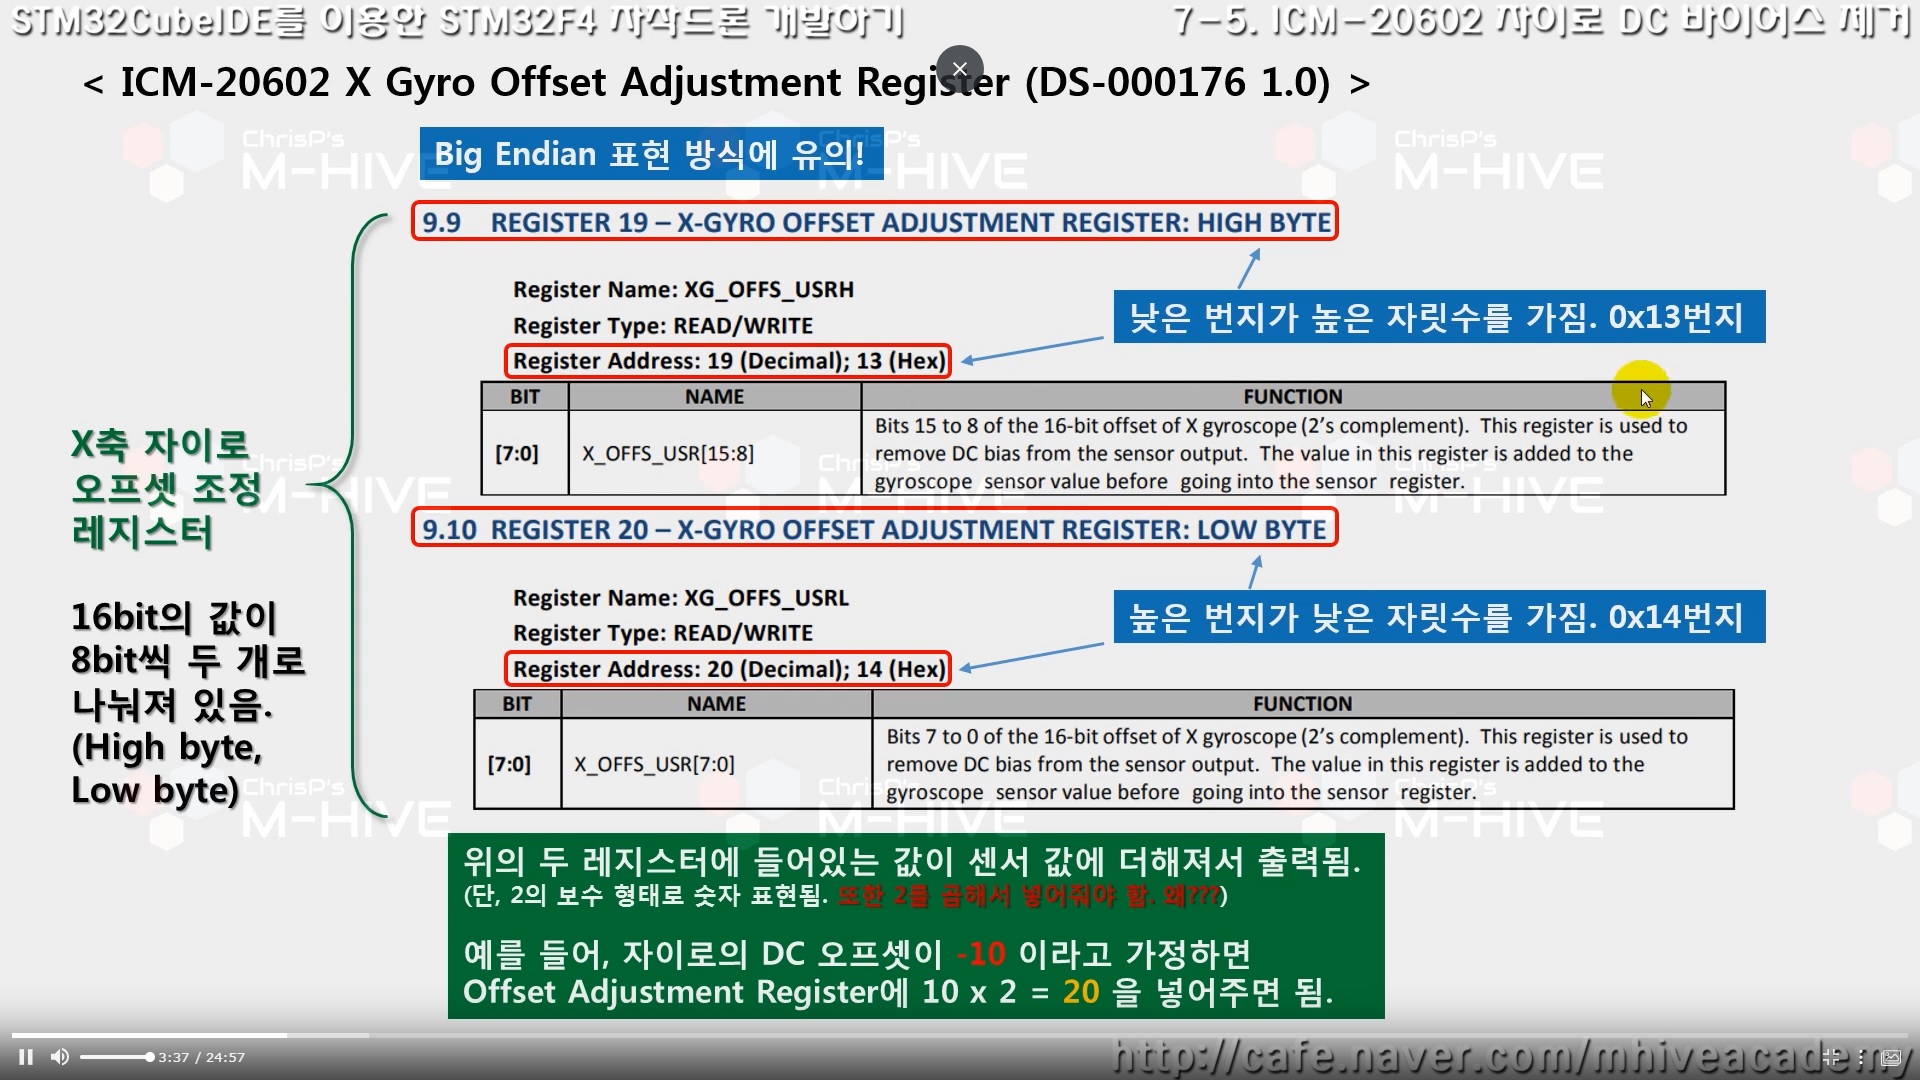 STM32CubeIDE를 이용한 STM32F4 자작드론 개발하기
7-5. ICM-20602 자이로 DC 바이어스 제거
< ICM-20602 X Gyro Offset Adjustment Register (DS-000176 1.0) >
Big Endian 표현 방식에 유의!
9.9 REGISTER 19 – X-GYRO OFFSET ADJUSTMENT REGISTER: HIGH BYTE
Register Name: XG_OFFS_USRH
Register Type: READ/WRITE
Register Address: 19 (Decimal); 13 (Hex)
낮은 번지가 높은 자릿수를 가짐. 0x13번지
BIT NAME FUNCTION
[7:0] X_OFFS_USR[15:8]
Bits 15 to 8 of the 16-bit offset of X gyroscope (2's complement). This register is used to
remove DC bias from the sensor output. The value in this register is added to the
gyroscope sensor value before going into the sensor register.
X축 자이로
오프셋 조정
레지스터
16bit의 값이
8bit씩 두 개로
나눠져 있음.
(High byte,
Low byte)
9.10 REGISTER 20 – X-GYRO OFFSET ADJUSTMENT REGISTER: LOW BYTE
Register Name: XG_OFFS_USRL
Register Type: READ/WRITE
Register Address: 20 (Decimal); 14 (Hex)
높은 번지가 낮은 자릿수를 가짐. 0x14번지
BIT NAME FUNCTION
[7:0] X_OFFS_USR[7:0]
Bits 7 to 0 of the 16-bit offset of X gyroscope (2's complement). This register is used to
remove DC bias from the sensor output. The value in this register is added to the
gyroscope sensor value before going into the sensor register.
위의 두 레지스터에 들어있는 값이 센서 값에 더해져서 출력됨.
(단, 2의 보수 형태로 숫자 표현됨. 또한 2를 곱해서 넣어줘야 함. 왜???)
예를 들어, 자이로의 DC 오프셋이 -10 이라고 가정하면
Offset Adjustment Register에 10 x 2 = 20 을 넣어주면 됨.
ChrisP's
M-HIVE
3:37 / 24:57
http://cafe.naver.com/mhiveacademy